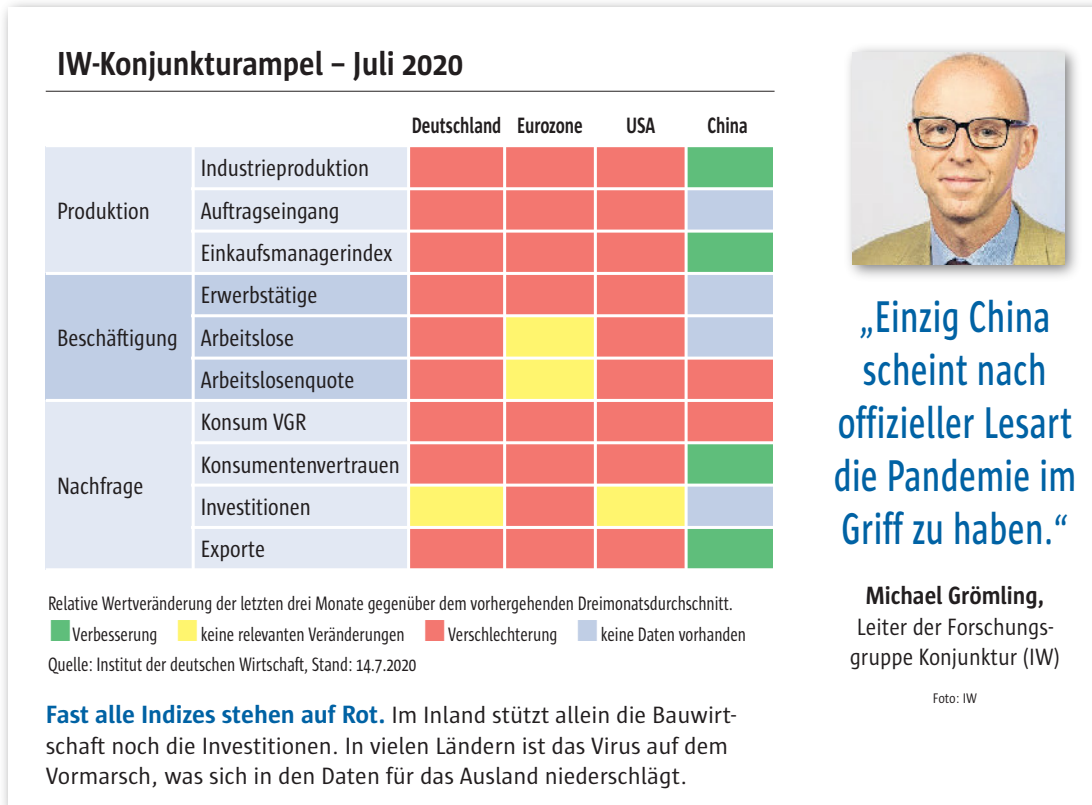 IW-Konjunkturampel – Juli 2020
Deutschland Eurozone USA China
Produktion
Industrieproduktion
Auftragseingang
Einkaufsmanagerindex
Beschäftigung
Erwerbstätige
Arbeitslose
Arbeitslosenquote
Nachfrage
Konsum VGR
Konsumentenvertrauen
Investitionen
Exporte
Relative Wertveränderung der letzten drei Monate gegenüber dem vorhergehenden Dreimonatsdurchschnitt.
Verbesserung keine relevanten Veränderungen Verschlechterung keine Daten vorhanden
Quelle: Institut der deutschen Wirtschaft, Stand: 14.7.2020
Fast alle Indizes stehen auf Rot. Im Inland stützt allein die Bauwirt-
schaft noch die Investitionen. In vielen Ländern ist das Virus auf dem
Vormarsch, was sich in den Daten für das Ausland niederschlägt.
„Einzig China
scheint nach
offizieller Lesart
die Pandemie im
Griff zu haben.“
Michael Grömling,
Leiter der Forschungs-
gruppe Konjunktur (IW)
Foto: IW